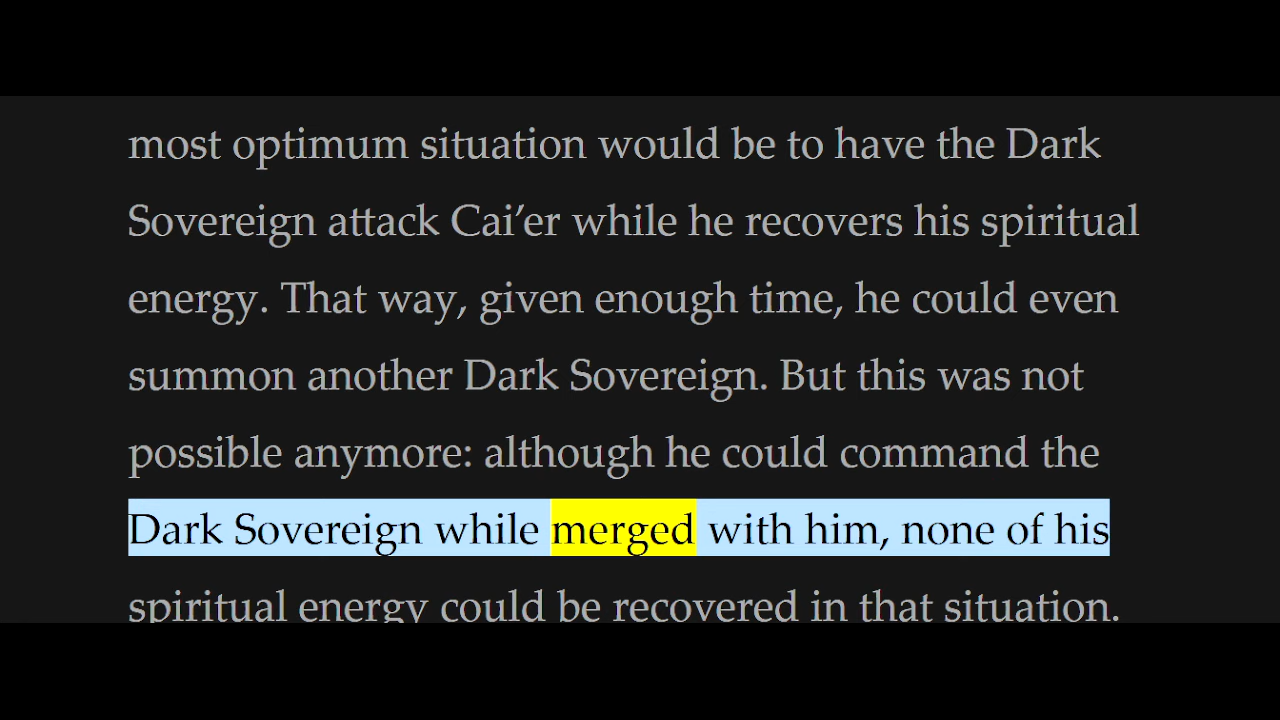 most optimum situation would be to have the Dark
Sovereign attack Cai’er while he recovers his spiritual
energy. That way, given enough time, he could even
summon another Dark Sovereign. But this was not
possible anymore: although he could command the
Dark Sovereign while merged with him, none of his
spiritual energy could be recovered in that situation.